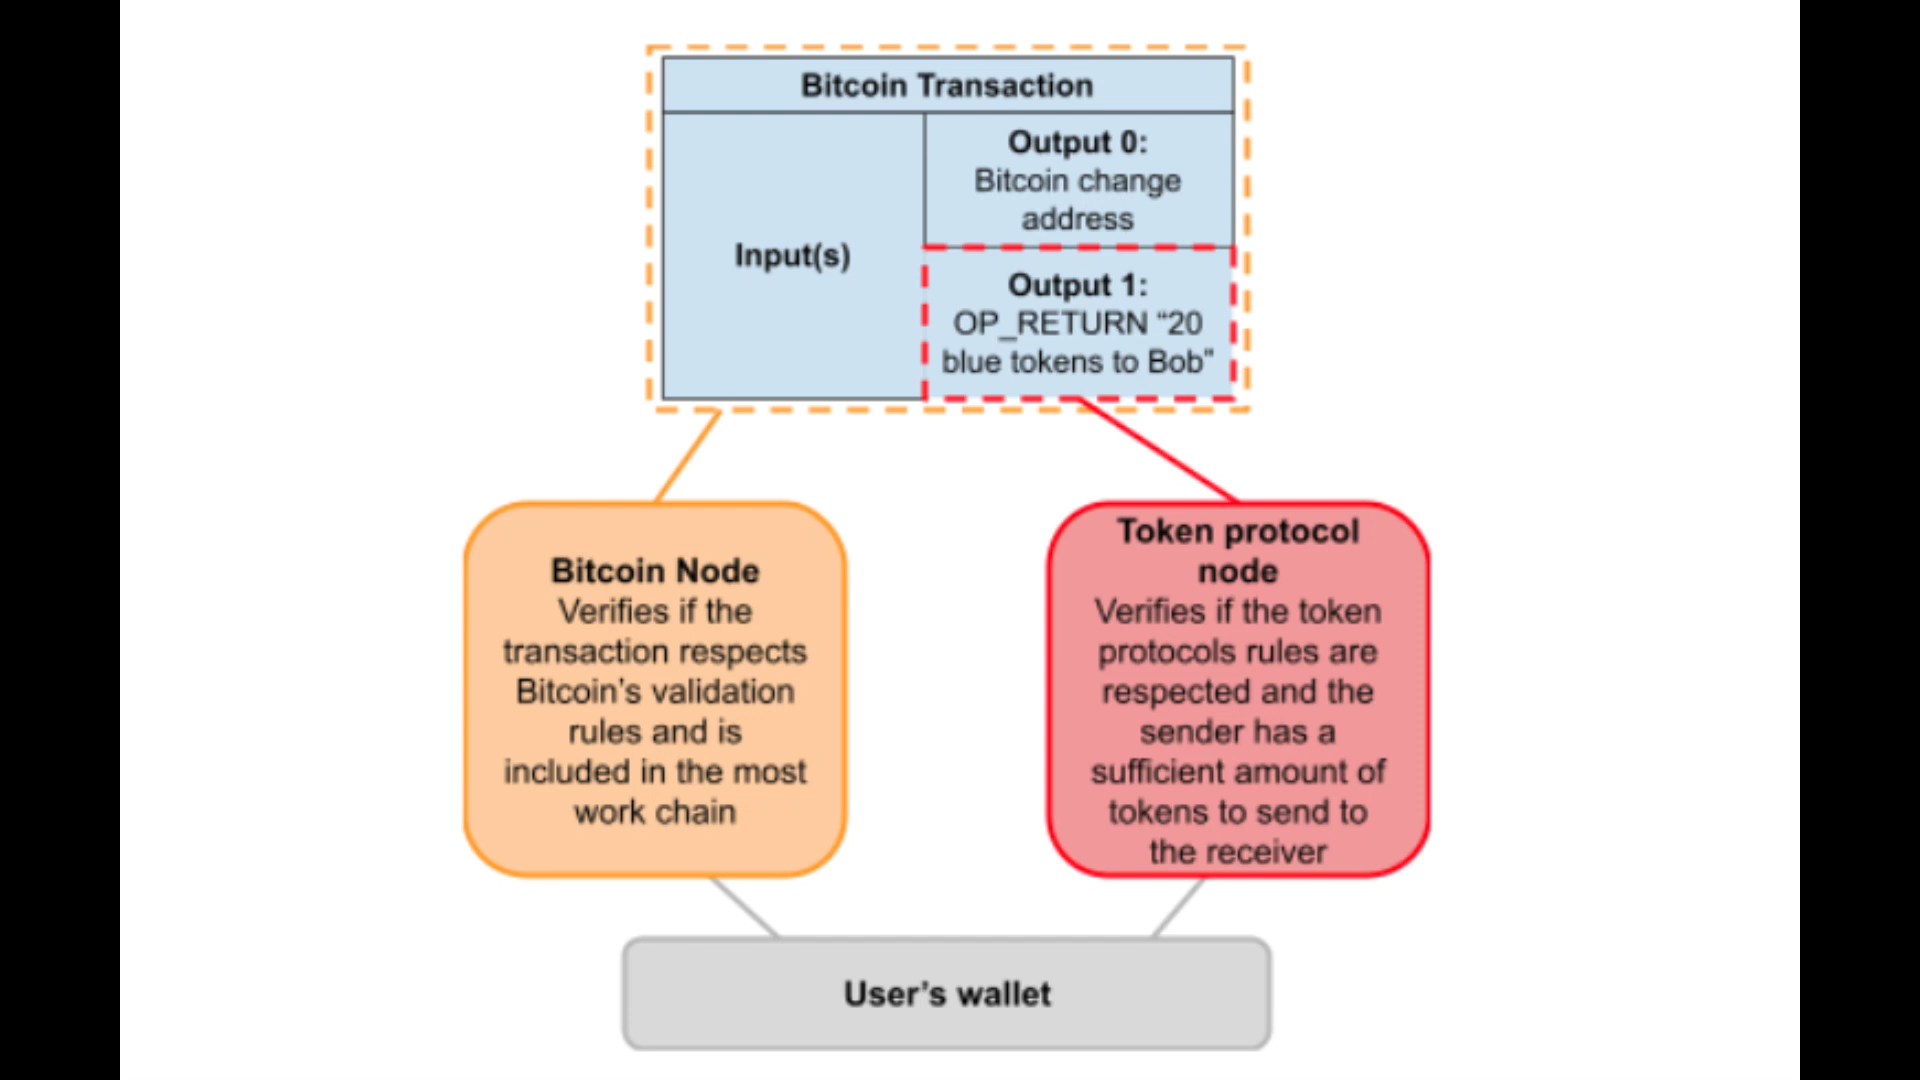 Bitcoin Transaction
Input(s)
Output 0:
Bitcoin change
address
Output 1:
OP_RETURN “20
blue tokens to Bob”
Bitcoin Node
Verifies if the
transaction respects
Bitcoin’s validation
rules and is
included in the most
work chain
Token protocol
node
Verifies if the token
protocols rules are
respected and the
sender has a
sufficient amount of
tokens to send to
the receiver
User’s wallet